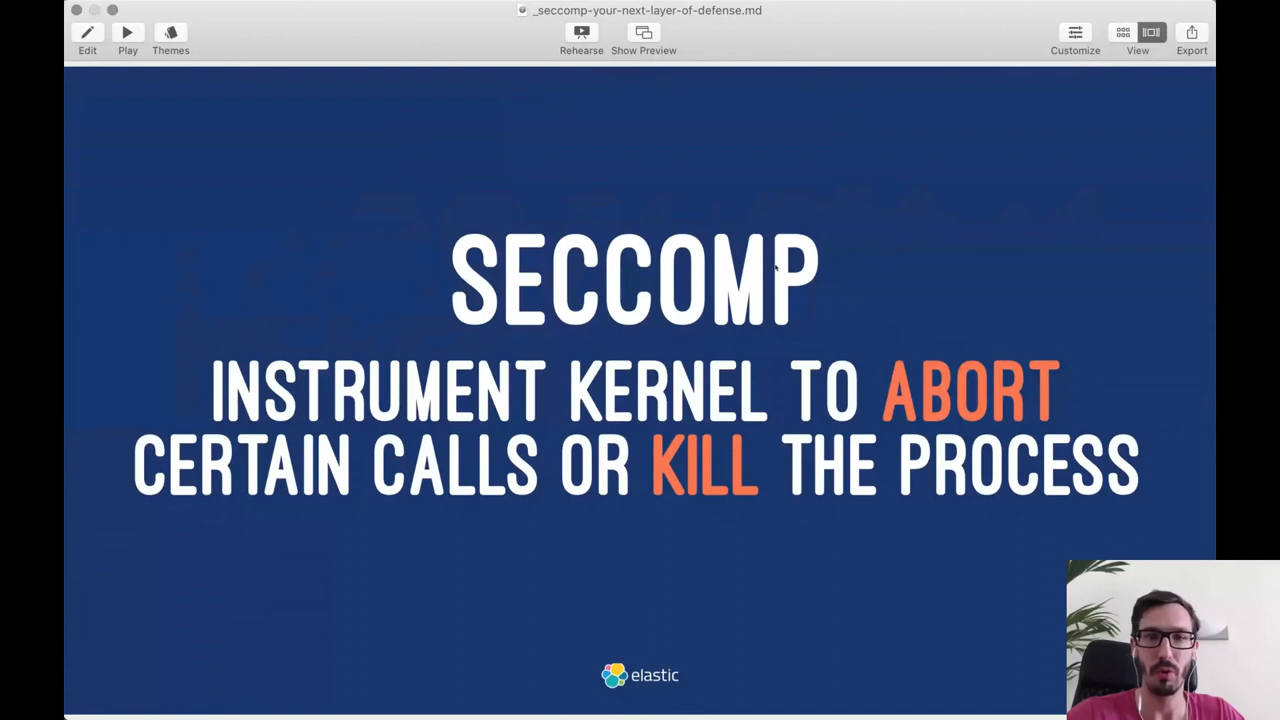 _seccomp-your-next-layer-of-defense.md
Edit Play Themes Rehearse Show Preview Customize View Export
SECCOMP
INSTRUMENT KERNEL TO ABORT
CERTAIN CALLS OR KILL THE PROCESS
elastic